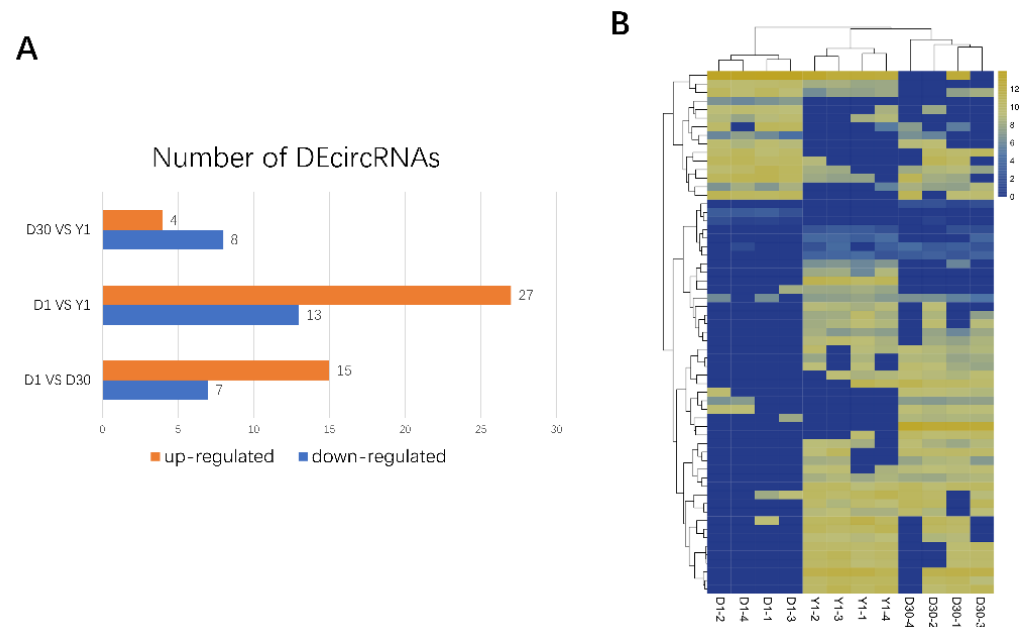 A
B
Number of DEcircRNAs
D30 VS Y1
4
8
D1 VS Y1
27
13
D1 VS D30
15
7
0 5 10 15 20 25 30
up-regulated down-regulated
12
10
8
6
4
2
0
D1-2 D1-4 D1-1 D1-3 Y1-2 Y1-3 Y1-1 Y1-4 D30-4 D30-2 D30-1 D30-3